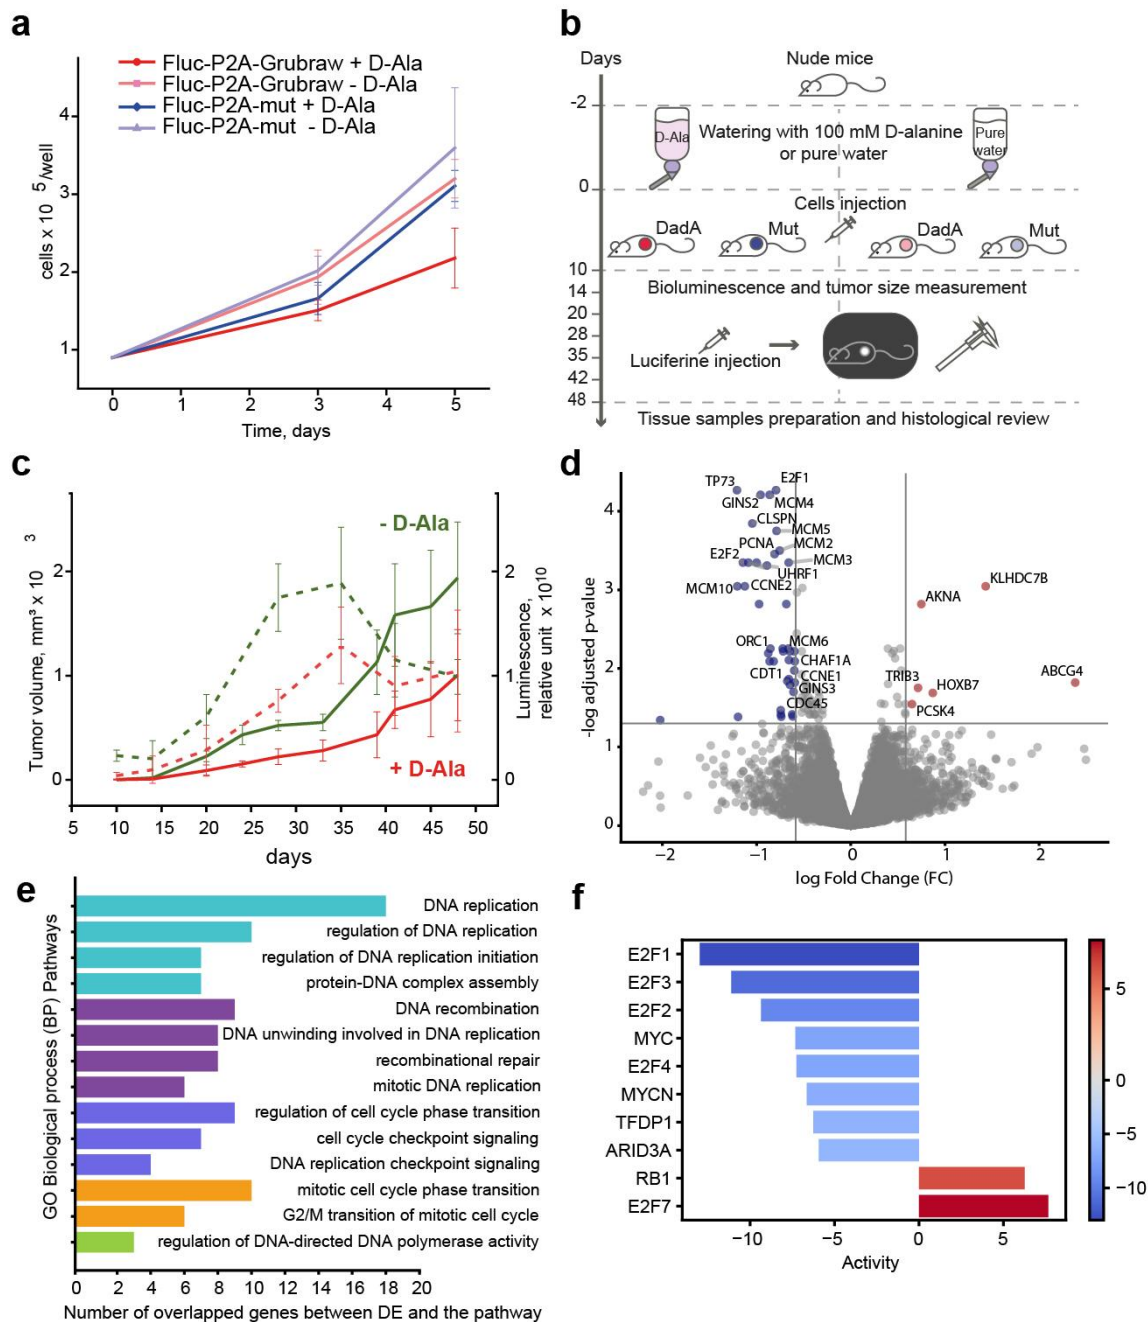 a
Fluc-P2A-Grubraw + D-Ala
Fluc-P2A-Grubraw - D-Ala
Fluc-P2A-mut + D-Ala
Fluc-P2A-mut - D-Ala
cells x 10 5/well
4
3
2
1
0 1 2 3 4 5
Time, days
b
Days
Nude mice
-2
D-Ala
Watering with 100 mM D-alanine
or pure water
Pure
water
0
Cells injection
DadA
Mut
DadA
Mut
10
Bioluminescence and tumor size measurement
14
20
28
35
42
48
Luciferine injection
Tissue samples preparation and histological review
c
Tumor volume, mm³ x 10 3
2
1
0
- D-Ala
+ D-Ala
2
1
0
Luminescence,
relative unit x 10¹⁰
5 10 15 20 25 30 35 40 45 50
days
d
-log adjusted p-value
4
3
2
1
0
TP73
E2F1
GINS2
MCM4
CLSPN
MCM5
PCNA
MCM2
E2F2
MCM3
UHRF1
MCM10
CCNE2
ORC1
MCM6
CHAF1A
CDT1
CCNE1
GINS3
CDC45
KLHDC7B
AKNA
ABCG4
TRIB3
HOXB7
PCSK4
−2 −1 0 1 2
log Fold Change (FC)
e
GO Biological process (BP) Pathways
DNA replication
regulation of DNA replication
regulation of DNA replication initiation
protein-DNA complex assembly
DNA recombination
DNA unwinding involved in DNA replication
recombinational repair
mitotic DNA replication
regulation of cell cycle phase transition
cell cycle checkpoint signaling
DNA replication checkpoint signaling
mitotic cell cycle phase transition
G2/M transition of mitotic cell cycle
regulation of DNA-directed DNA polymerase activity
0 2 4 6 8 10 12 14 16 18 20
Number of overlapped genes between DE and the pathway
f
E2F1
E2F3
E2F2
MYC
E2F4
MYCN
TFDP1
ARID3A
RB1
E2F7
−10 −5 0 5
Activity
5
0
−5
−10